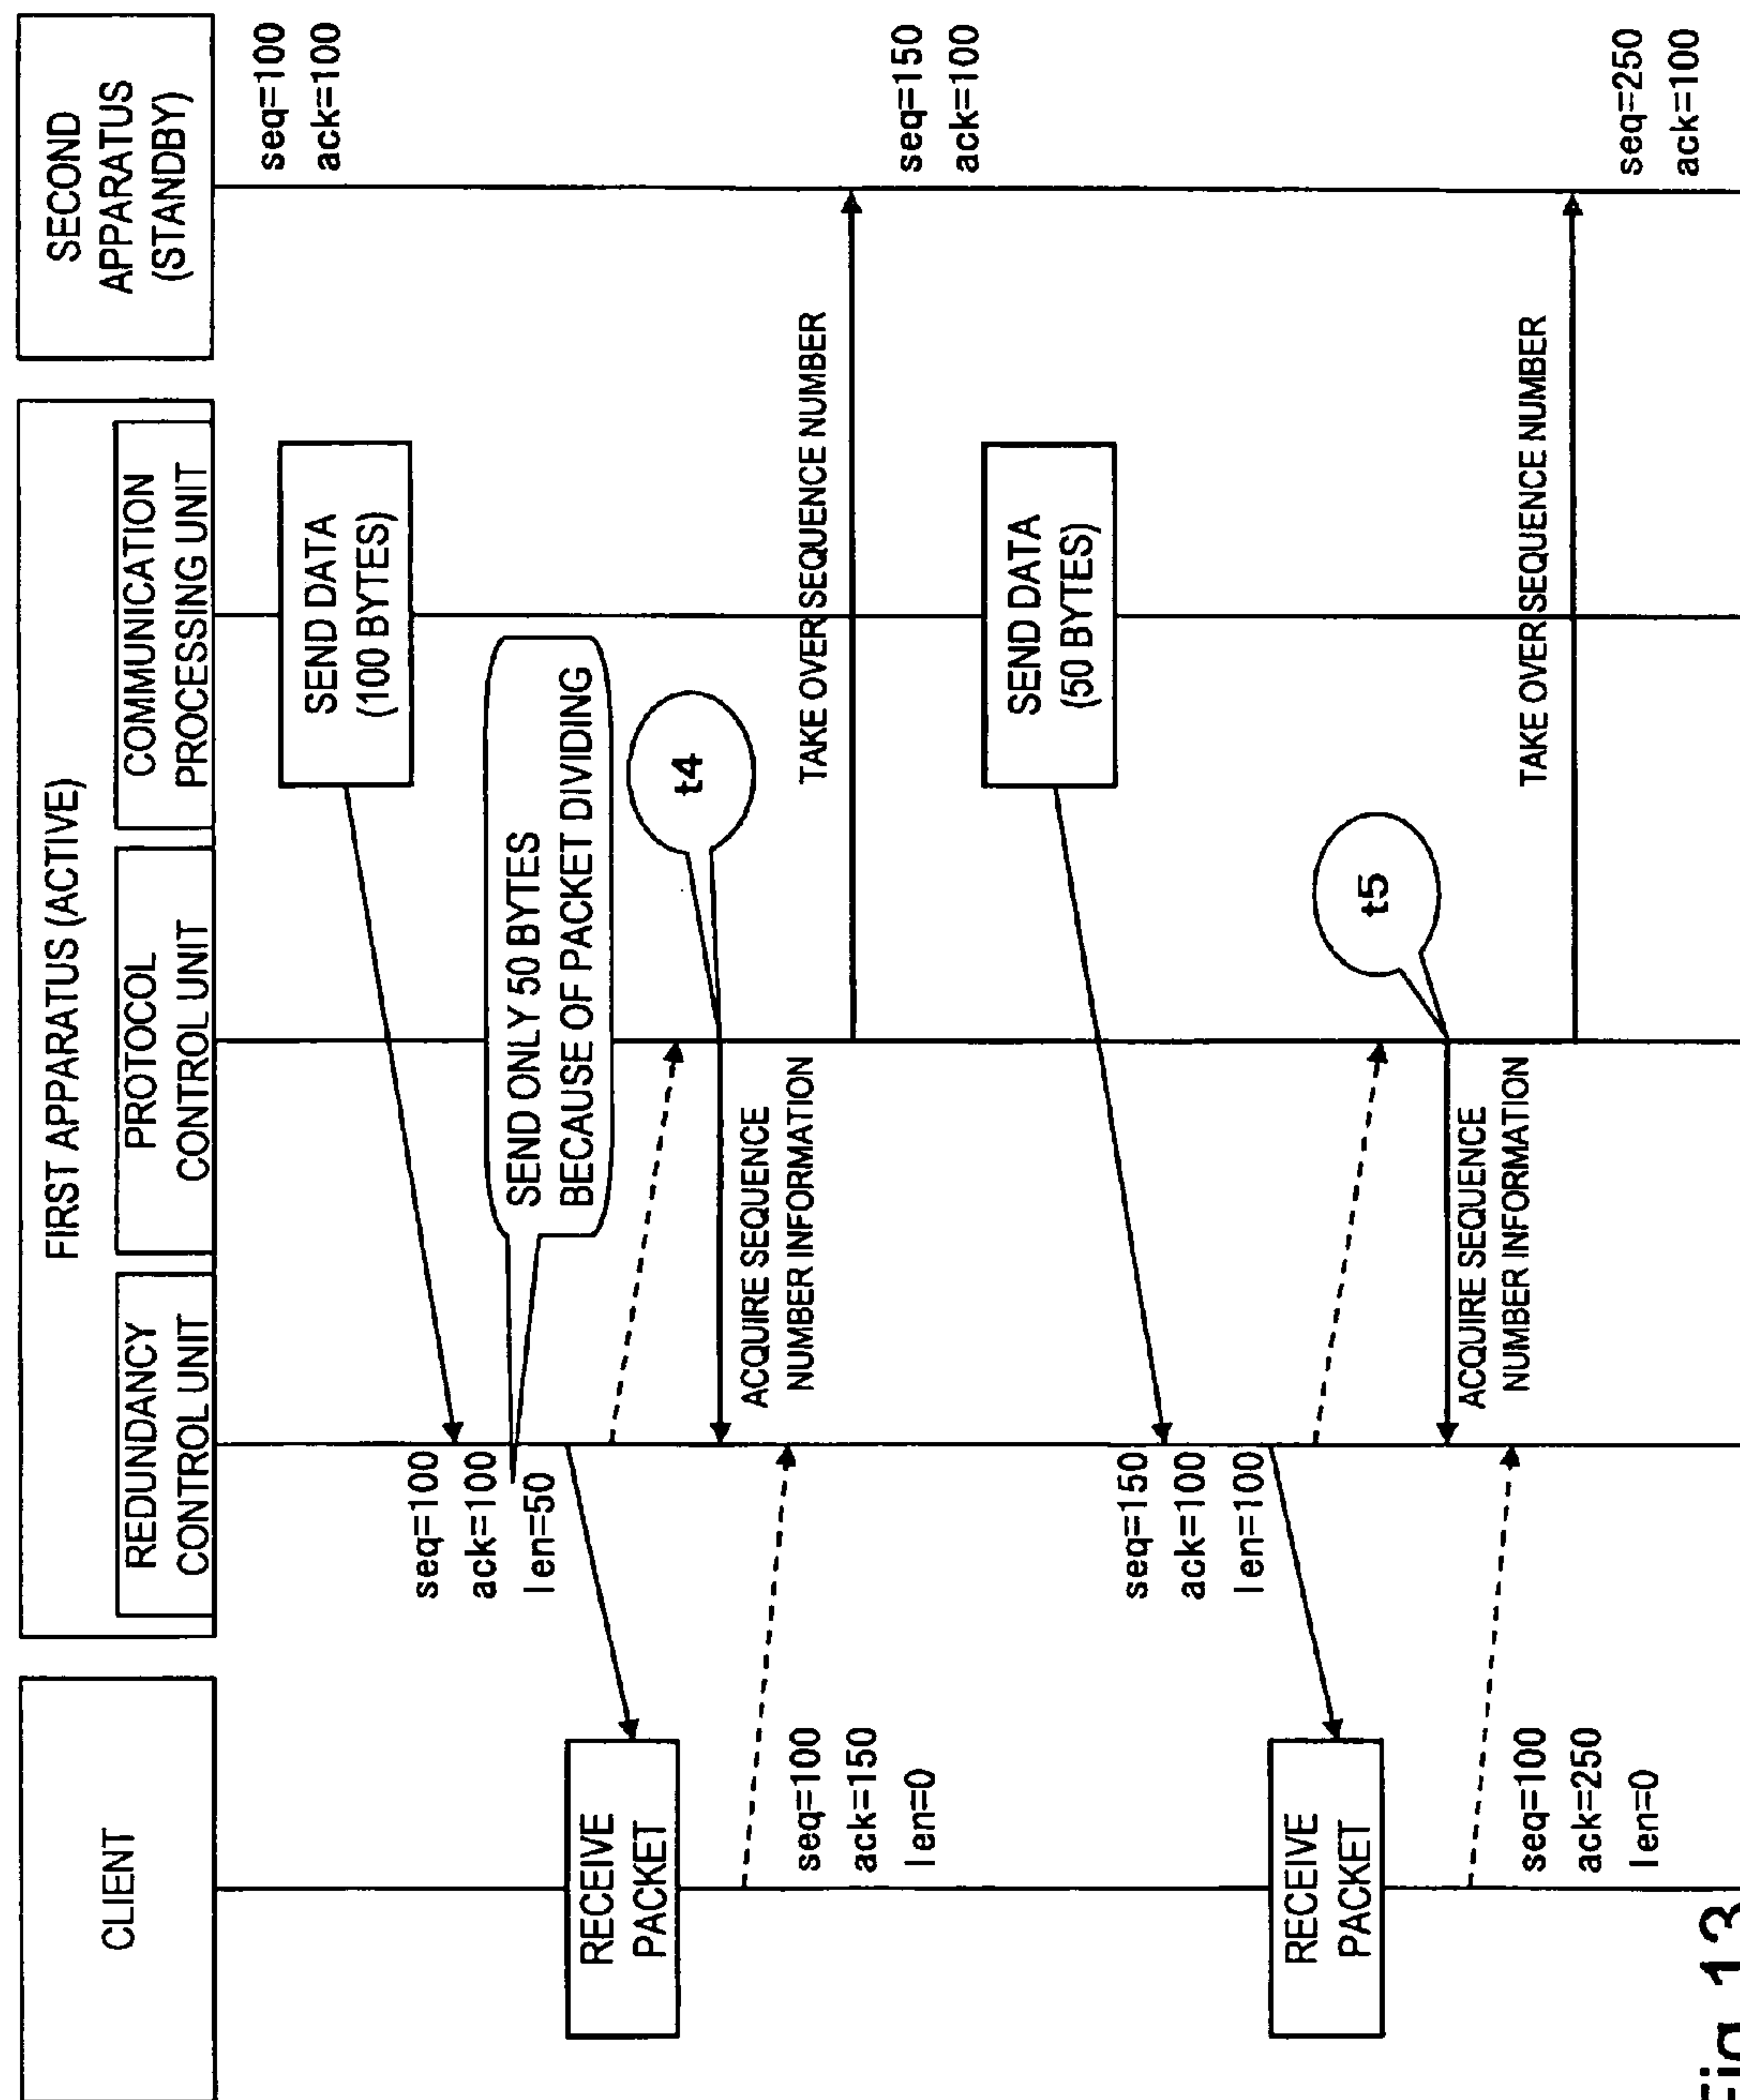 CLIENT
FIRST APPARATUS (ACTIVE)
REDUNDANCY
CONTROL UNIT
PROTOCOL
CONTROL UNIT
COMMUNICATION
PROCESSING UNIT
SECOND
APPARATUS
(STANDBY)
seq=100
ack=100
SEND DATA
(100 BYTES)
seq=100
ack=100
len=50
SEND ONLY 50 BYTES
BECAUSE OF PACKET DIVIDING
RECEIVE
PACKET
t4
ACQUIRE SEQUENCE
NUMBER INFORMATION
seq=100
ack=150
len=0
TAKE OVER SEQUENCE NUMBER
seq=150
ack=100
SEND DATA
(50 BYTES)
seq=150
ack=100
len=100
RECEIVE
PACKET
t5
ACQUIRE SEQUENCE
NUMBER INFORMATION
seq=100
ack=250
len=0
TAKE OVER SEQUENCE NUMBER
seq=250
ack=100
Fig. 13